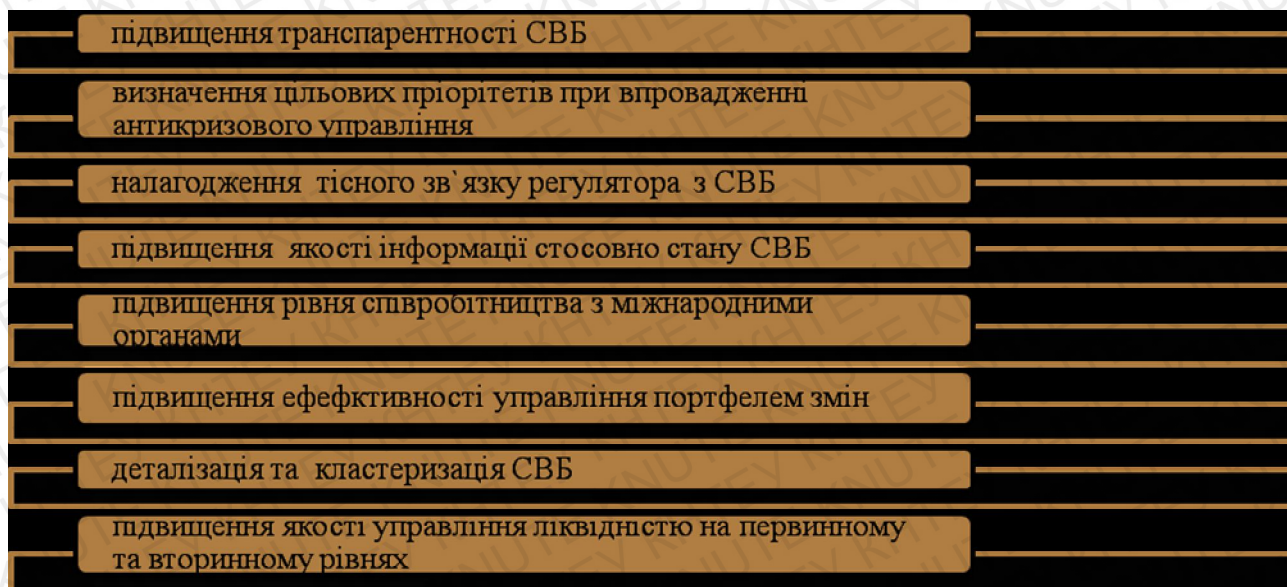 підвищення транспарентності СВБ
визначення цільових пріорітетів при впровадженні
антикризового управління
налагодження тісного зв`язку регулятора з СВБ
підвищення якості інформації стосовно стану СВБ
підвищення рівня співробітництва з міжнародними
органами
підвищення ефефктивності управління портфелем змін
деталізація та кластеризація СВБ
підвищення якості управління ліквідністю на первинному
та вторинному рівнях